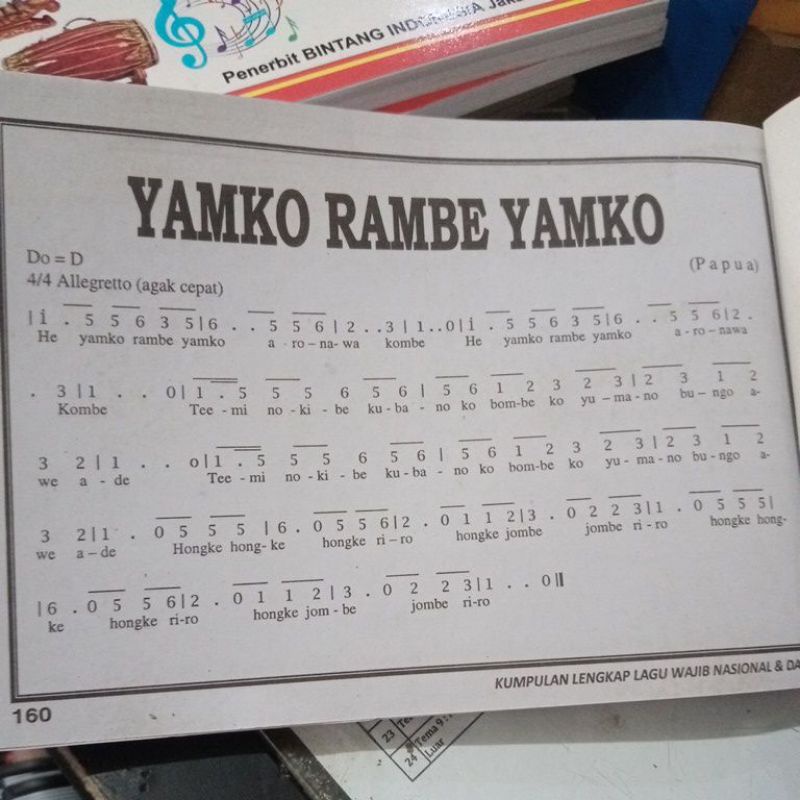 Penerbit BINTANG INDONESIA
YAMKO RAMBE YAMKO
Do = D
(Papua)
4/4 Allegretto (agak cepat)
| i . 5 5 6 3 5 | 6 . . 5 5 6 | 2 . . 3 | 1 . . 0 | i . 5 5 6 3 5 | 6 . . 5 5 6 | 2 .
He yamko rambe yamko a - ro - na- wa kombe He yamko rambe yamko a - ro - nawa
. 3 | 1 . . 0 | 1 . 5 5 5 6 5 6 | 5 6 1 2 3 2 3 | 2 3 1 2
Kombe Tee - mi no - ki - be ku - ba - no ko bom-be ko yu - ma - no bu - ngo a-
3 2 | 1 . . o | 1 . 5 5 5 6 5 6 | 5 6 1 2 3 2 3 | 2 3 1 2
we a - de Tee - mi no - ki - be ku - ba - no ko bom-be ko yu - ma - no bu - ngo a-
3 2 | 1 . 0 5 5 5 | 6 . 0 5 5 6 | 2 . 0 1 1 2 | 3 . 0 2 2 3 | 1 . 0 5 5 5 |
we a - de Hongke hong- ke hongke ri - ro hongke jombe jombe ri - ro hongke hong-
| 6 . 0 5 5 6 | 2 . 0 1 1 2 | 3 . 0 2 2 3 | 1 . . 0 ||
ke hongke ri-ro hongke jom - be jombe ri-ro
KUMPULAN LENGKAP LAGU WAJIB NASIONAL &
160
23
24 Tema 9:
Luar